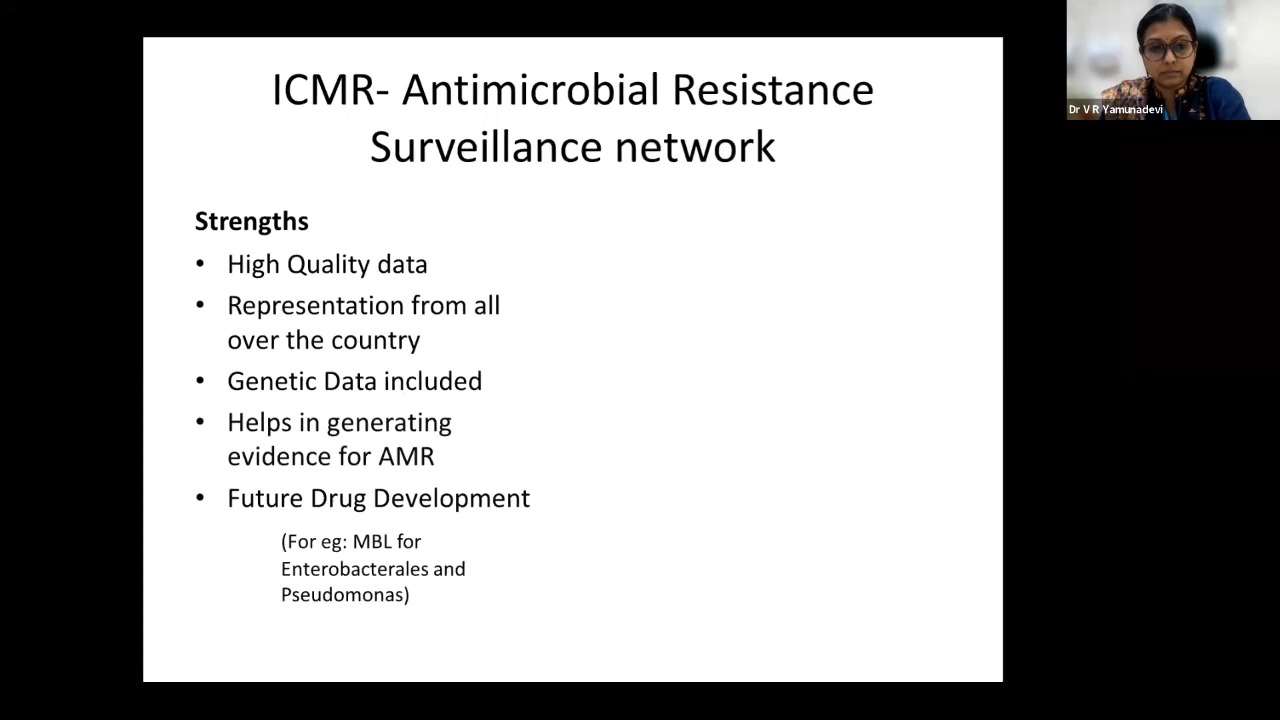 ICMR- Antimicrobial Resistance
Surveillance network
Strengths
• High Quality data
• Representation from all
over the country
• Genetic Data included
• Helps in generating
evidence for AMR
• Future Drug Development
(For eg: MBL for
Enterobacterales and
Pseudomonas)
Dr V R Yamunadevi